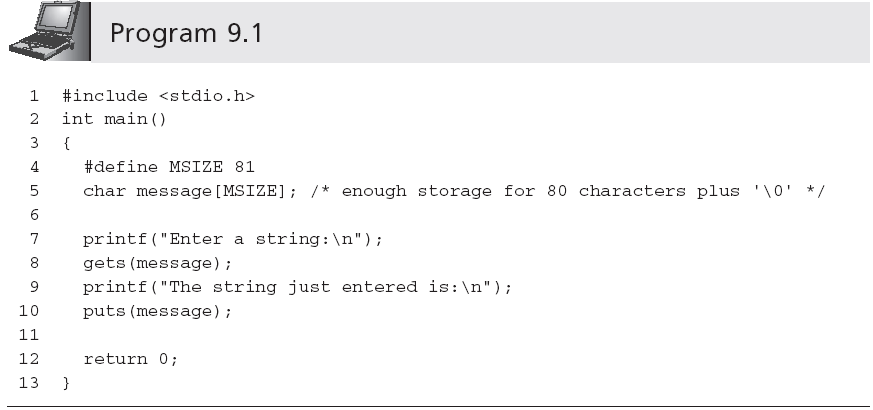 Program 9.1
1 #include <stdio.h>
2 int main()
3 {
4   #define MSIZE 81
5   char message[MSIZE]; /* enough storage for 80 characters plus '\0' */
6
7   printf("Enter a string:\n");
8   gets(message);
9   printf("The string just entered is:\n");
10   puts(message);
11
12   return 0;
13 }